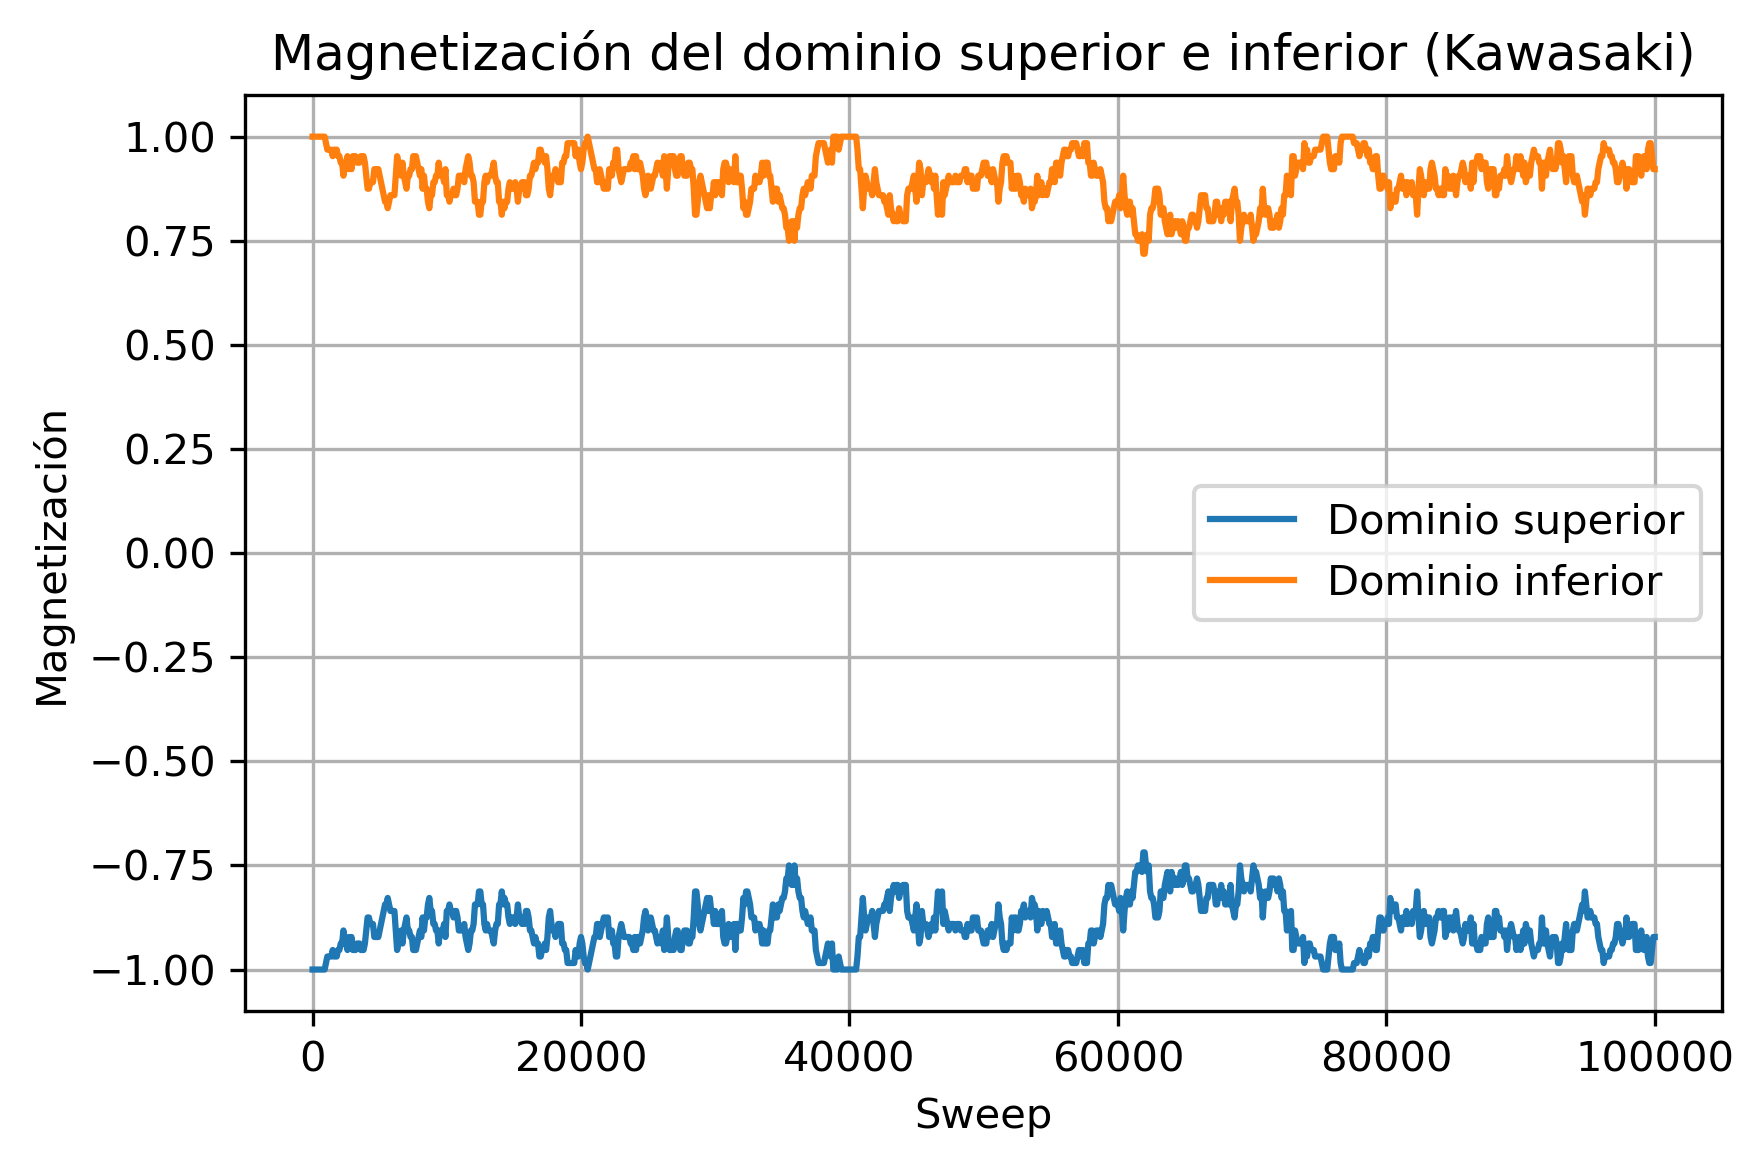 Magnetización del dominio superior e inferior (Kawasaki)
Magnetización
1.00
0.75
0.50
0.25
0.00
−0.25
−0.50
−0.75
−1.00
Dominio superior
Dominio inferior
0 20000 40000 60000 80000 100000
Sweep